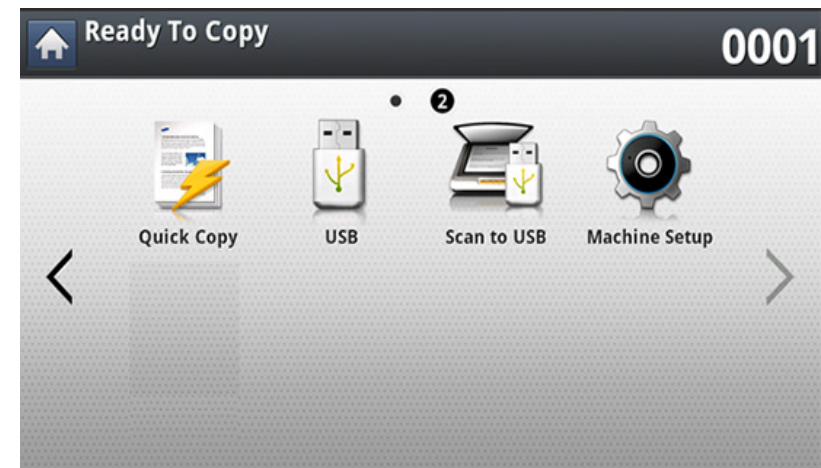 Ready To Copy
0001
2
Quick Copy
USB
Scan to USB
Machine Setup